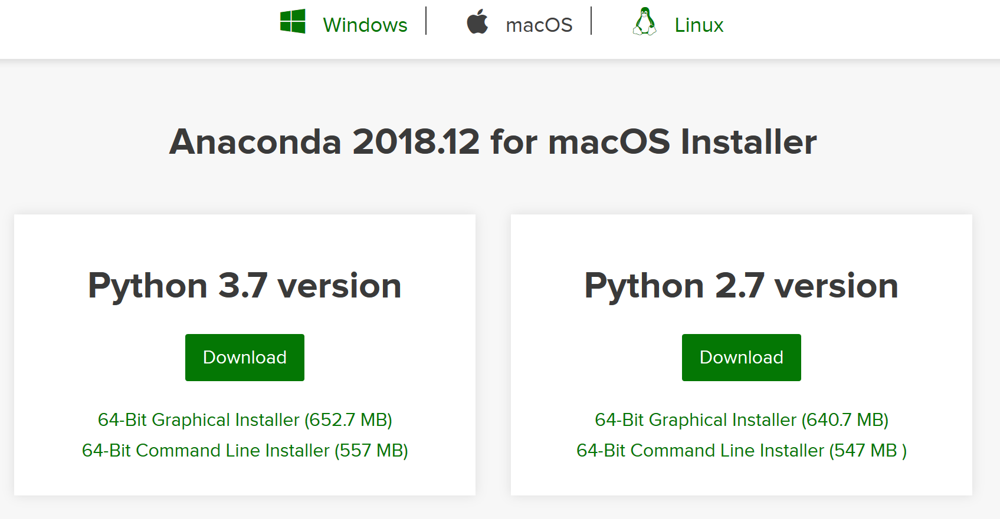 Windows macOS Linux
Anaconda 2018.12 for macOS Installer
Python 3.7 version
Download
64-Bit Graphical Installer (652.7 MB)
64-Bit Command Line Installer (557 MB)
Python 2.7 version
Download
64-Bit Graphical Installer (640.7 MB)
64-Bit Command Line Installer (547 MB )